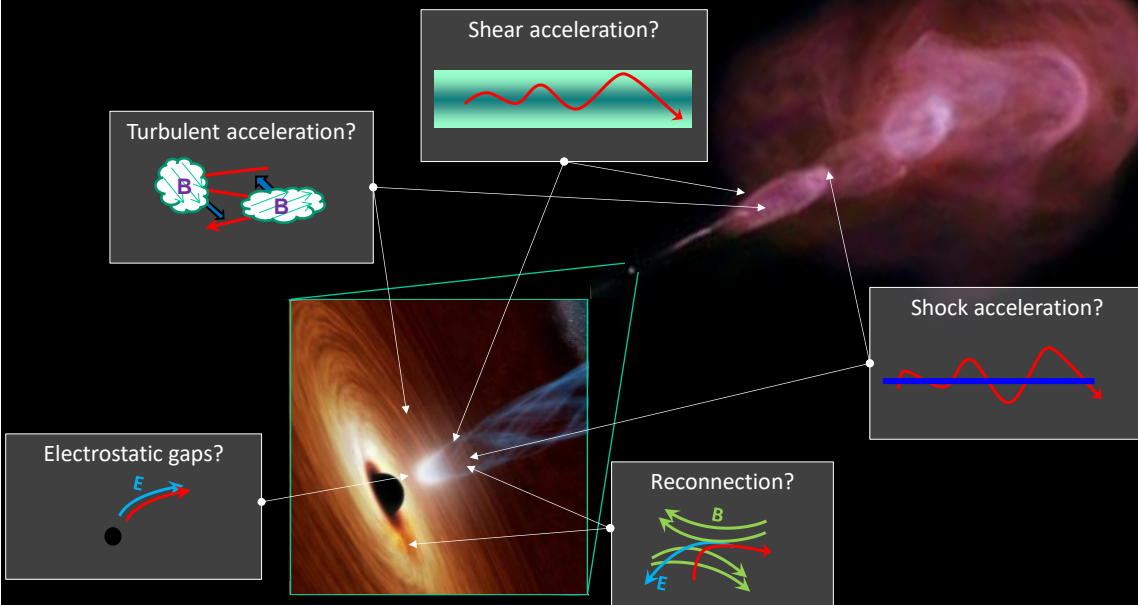 Shear acceleration?
Turbulent acceleration?
B
B
Shock acceleration?
Electrostatic gaps?
E
Reconnection?
B
E